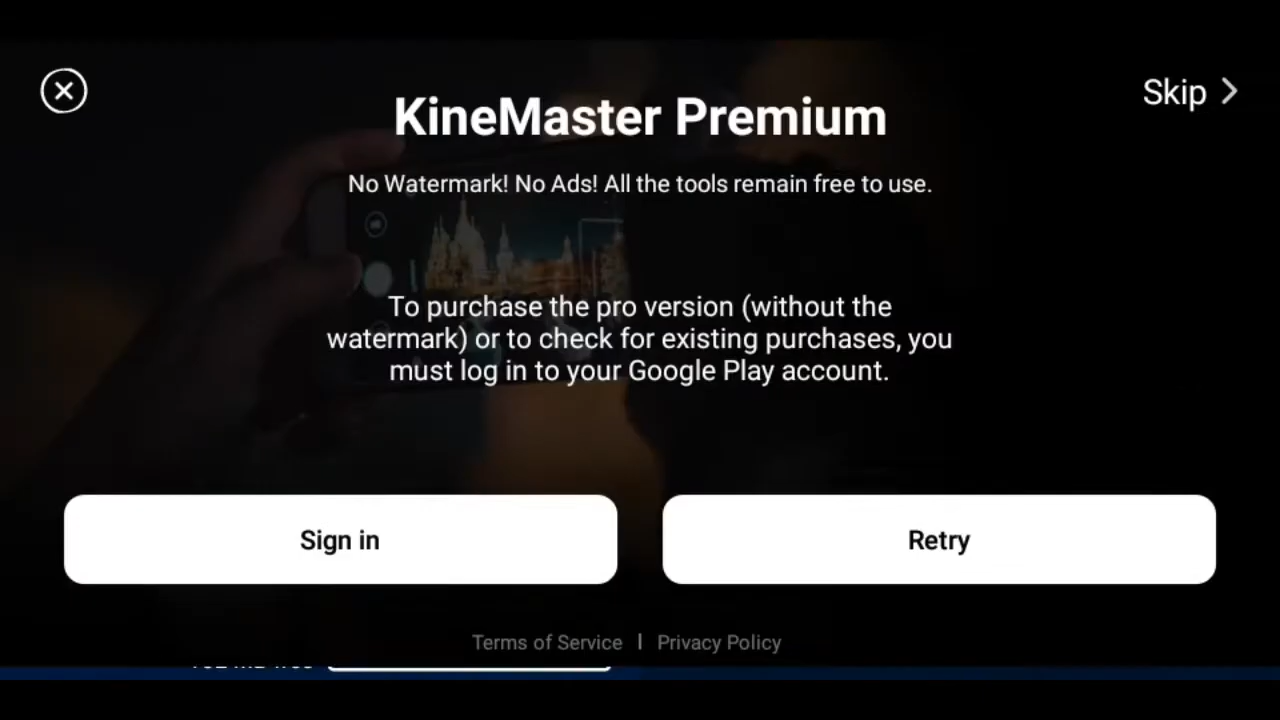 Skip
KineMaster Premium
No Watermark! No Ads! All the tools remain free to use.
To purchase the pro version (without the
watermark) or to check for existing purchases, you
must log in to your Google Play account.
Sign in
Retry
Terms of Service | Privacy Policy